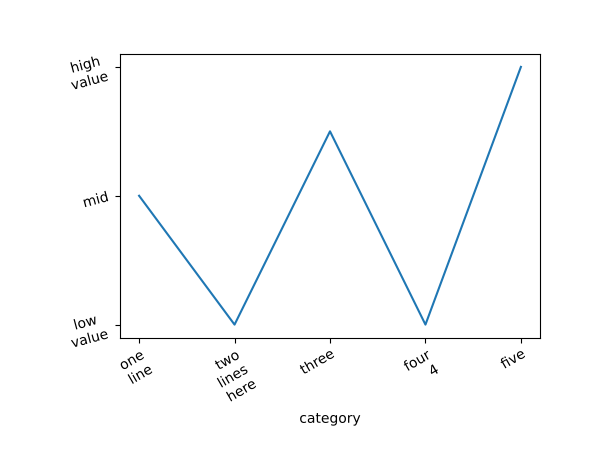 high
value
mid
low
value
one
line
two
lines
here
three
four
4
five
category